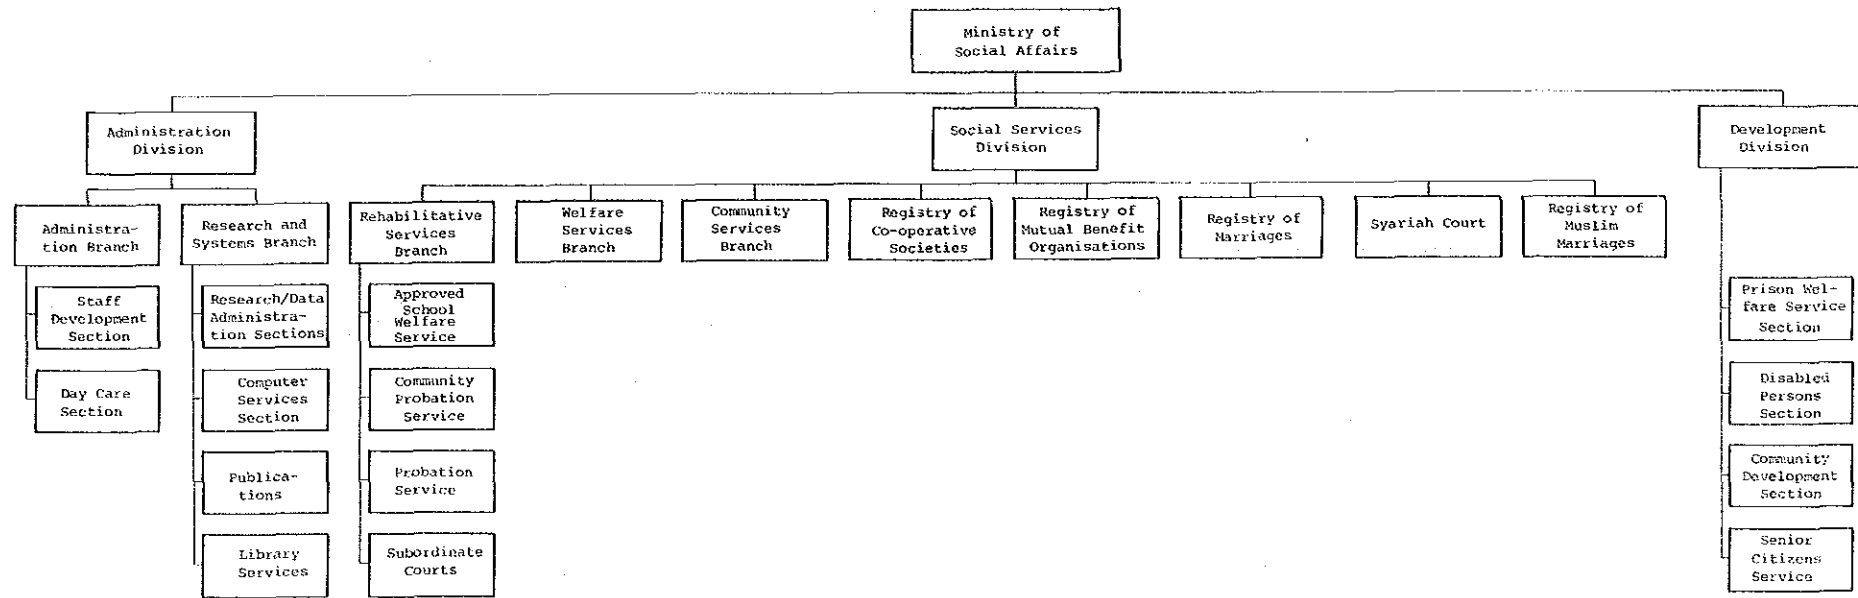 Ministry of
Social Affairs
Administration
Division
Social Services
Division
Development
Division
Administra-
tion Branch
Research and
Systems Branch
Rehabilitative
Services
Branch
Welfare
Services
Branch
Community
Services
Branch
Registry of
Co-operative
Societies
Registry of
Mutual Benefit
Organisations
Registry of
Marriages
Syariah Court
Registry of
Muslim
Marriages
Staff
Development
Section
Day Care
Section
Research/Data
Administra-
tion Sections
Computer
Services
Section
Publica-
tions
Library
Services
Approved
School
Welfare
Service
Community
Probation
Service
Probation
Service
Subordinate
Courts
Prison Wel-
fare Service
Section
Disabled
Persons
Section
Community
Development
Section
Senior
Citizens
Service